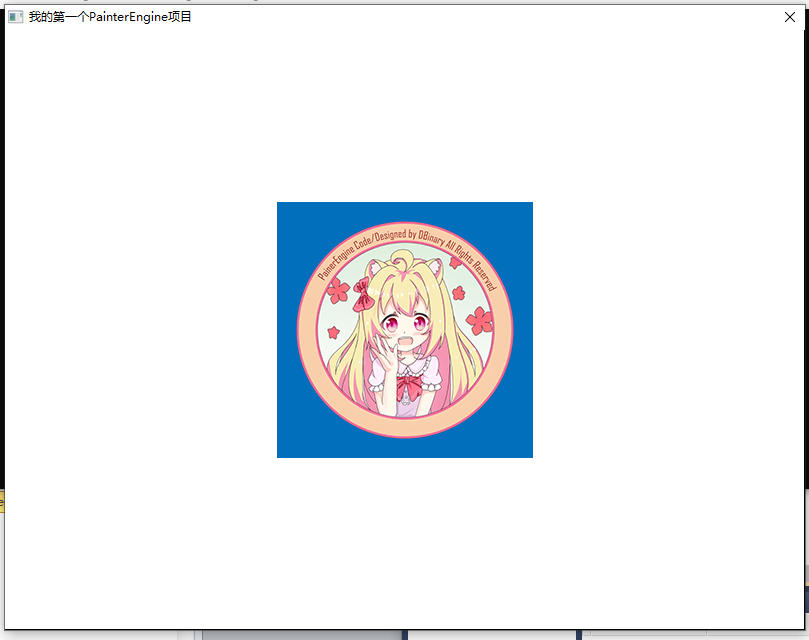 我的第一个PainterEngine项目
PainerEngine Code/Designed by DBinary All Rights Reserved